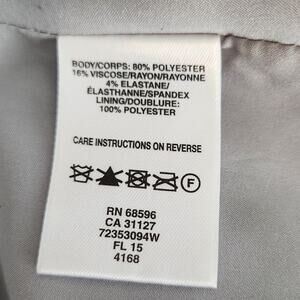 BODY/CORPS: 80% POLYESTER
16% VISCOSE/RAYON/RAYONNE
4% ELASTANE/
ÉLASTHANNE/SPANDEX
LINING/DOUBLURE:
100% POLYESTER
CARE INSTRUCTIONS ON REVERSE
F
RN 68596
CA 31127
72353094W
FL 15
4168